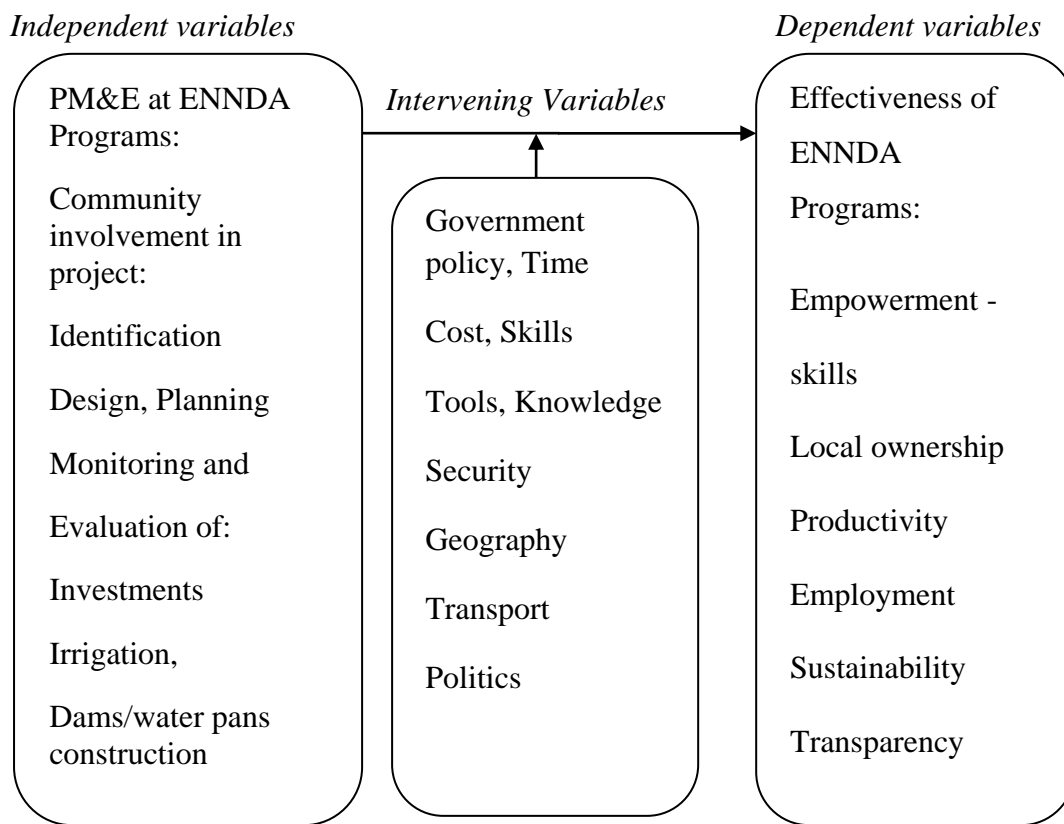 Independent variables
PM&E at ENNDA
Programs:
Community
involvement in
project:
Identification
Design, Planning
Monitoring and
Evaluation of:
Investments
Irrigation,
Dams/water pans
construction
Intervening Variables
Government
policy, Time
Cost, Skills
Tools, Knowledge
Security
Geography
Transport
Politics
Dependent variables
Effectiveness of
ENNDA
Programs:
Empowerment -
skills
Local ownership
Productivity
Employment
Sustainability
Transparency